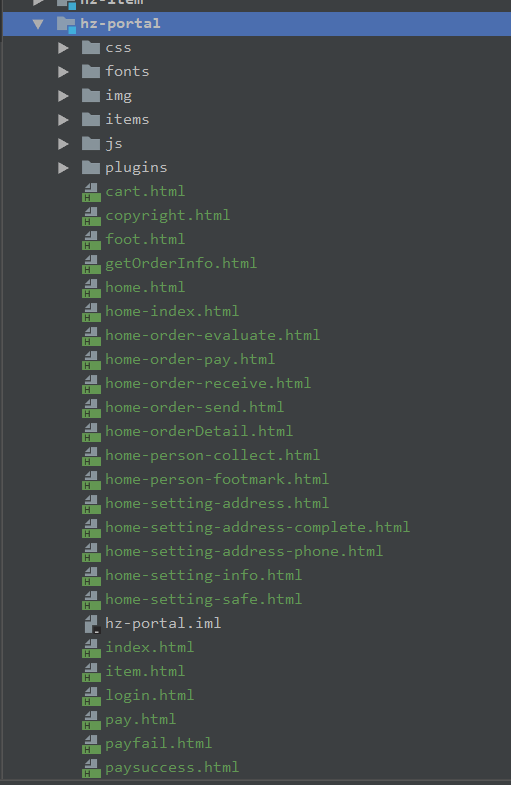 hz-item
hz-portal
css
fonts
img
items
js
plugins
cart.html
copyright.html
foot.html
getOrderInfo.html
home.html
home-index.html
home-order-evaluate.html
home-order-pay.html
home-order-receive.html
home-order-send.html
home-orderDetail.html
home-person-collect.html
home-person-footmark.html
home-setting-address.html
home-setting-address-complete.html
home-setting-address-phone.html
home-setting-info.html
home-setting-safe.html
hz-portal.iml
index.html
item.html
login.html
pay.html
payfail.html
paysuccess.html